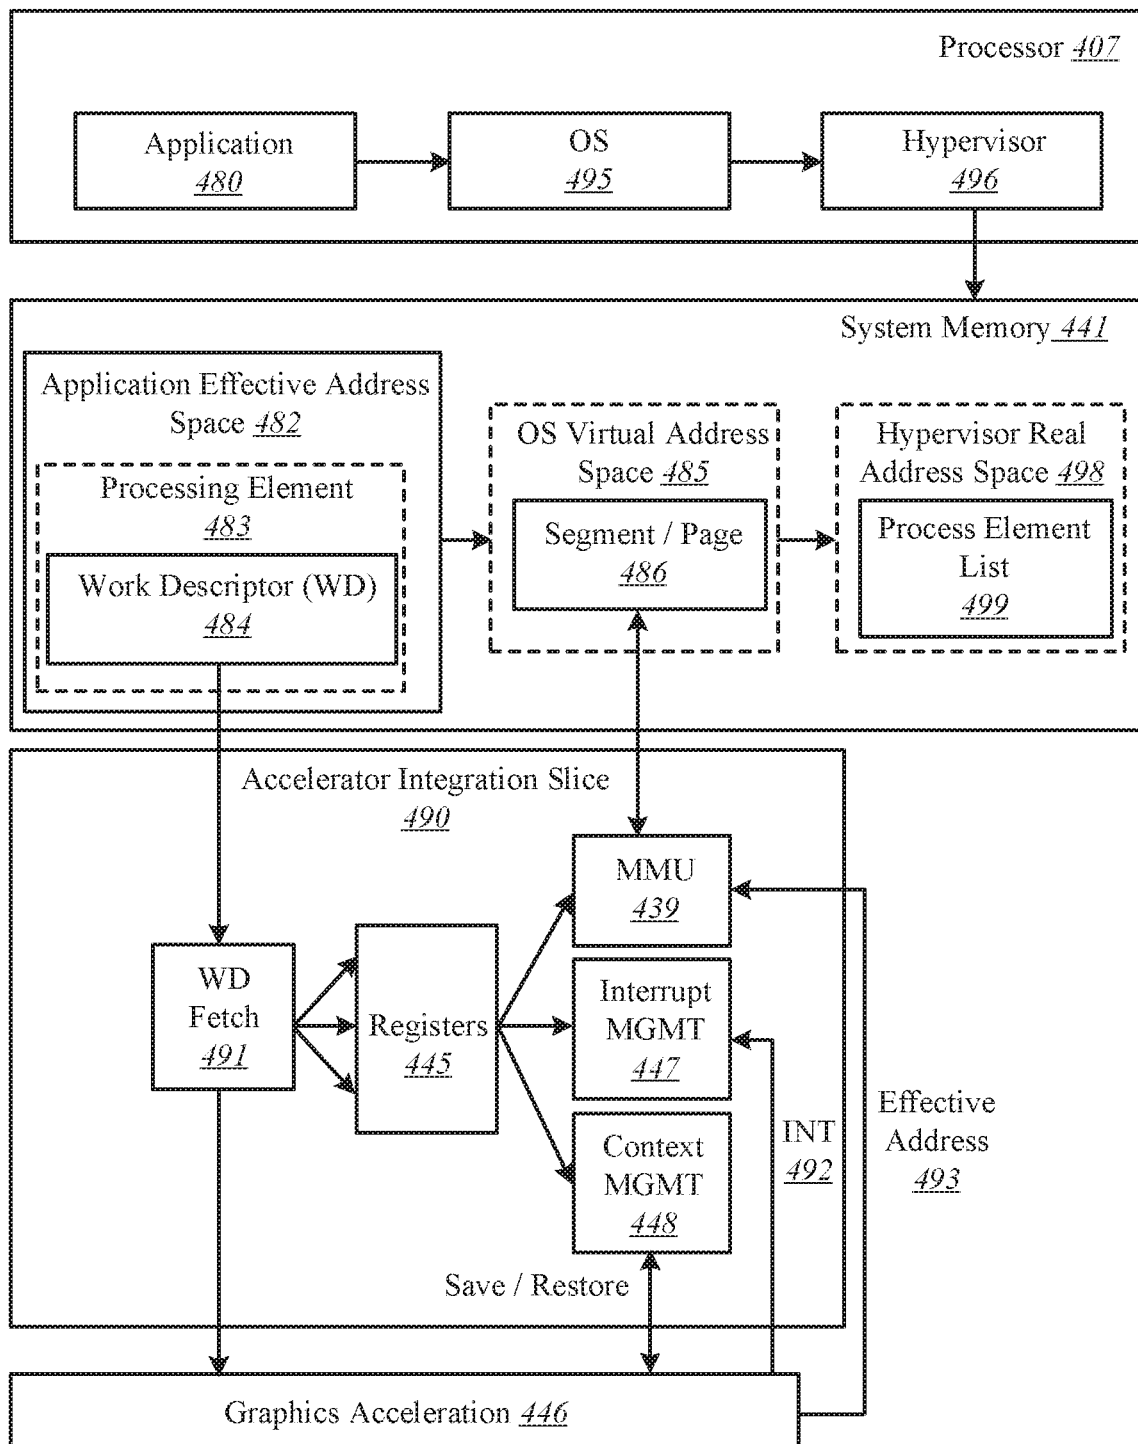 Processor 407
Application
480
OS
495
Hypervisor
496
System Memory 441
Application Effective Address
Space 482
Processing Element
483
Work Descriptor (WD)
484
OS Virtual Address
Space 485
Segment / Page
486
Hypervisor Real
Address Space 498
Process Element
List
499
Accelerator Integration Slice
490
MMU
439
WD
Fetch
491
Registers
445
Interrupt
MGMT
447
Context
MGMT
448
INT
492
Effective
Address
493
Save / Restore
Graphics Acceleration 446